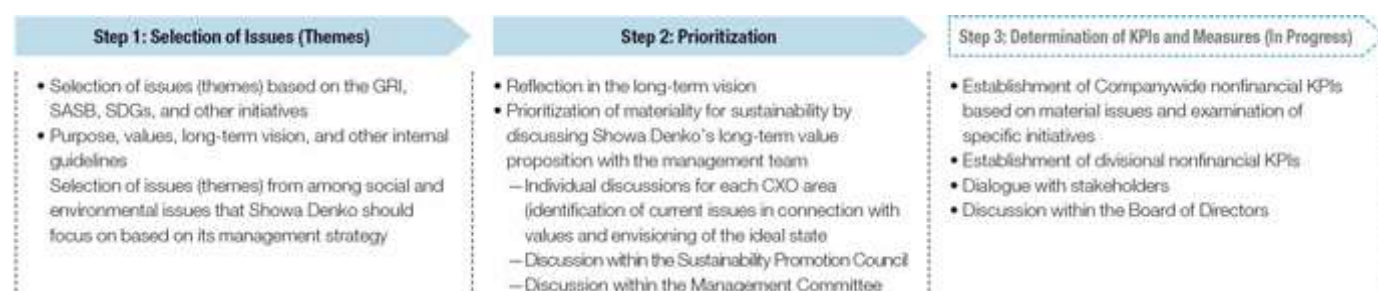 Step 1: Selection of Issues (Themes)
• Selection of issues (themes) based on the GRI,
SASB, SDGs, and other initiatives
• Purpose, values, long-term vision, and other internal
guidelines
Selection of issues (themes) from among social and
environmental issues that Showa Denko should
focus on based on its management strategy
Step 2: Prioritization
• Reflection in the long-term vision
• Prioritization of materiality for sustainability by
discussing Showa Denko's long-term value
proposition with the management team
—Individual discussions for each CXO area
(identification of current issues in connection with
values and envisioning of the ideal state
—Discussion within the Sustainability Promotion Council
—Discussion within the Management Committee
Step 3: Determination of KPIs and Measures (In Progress)
• Establishment of Companywide nonfinancial KPIs
based on material issues and examination of
specific initiatives
• Establishment of divisional nonfinancial KPIs
• Dialogue with stakeholders
• Discussion within the Board of Directors